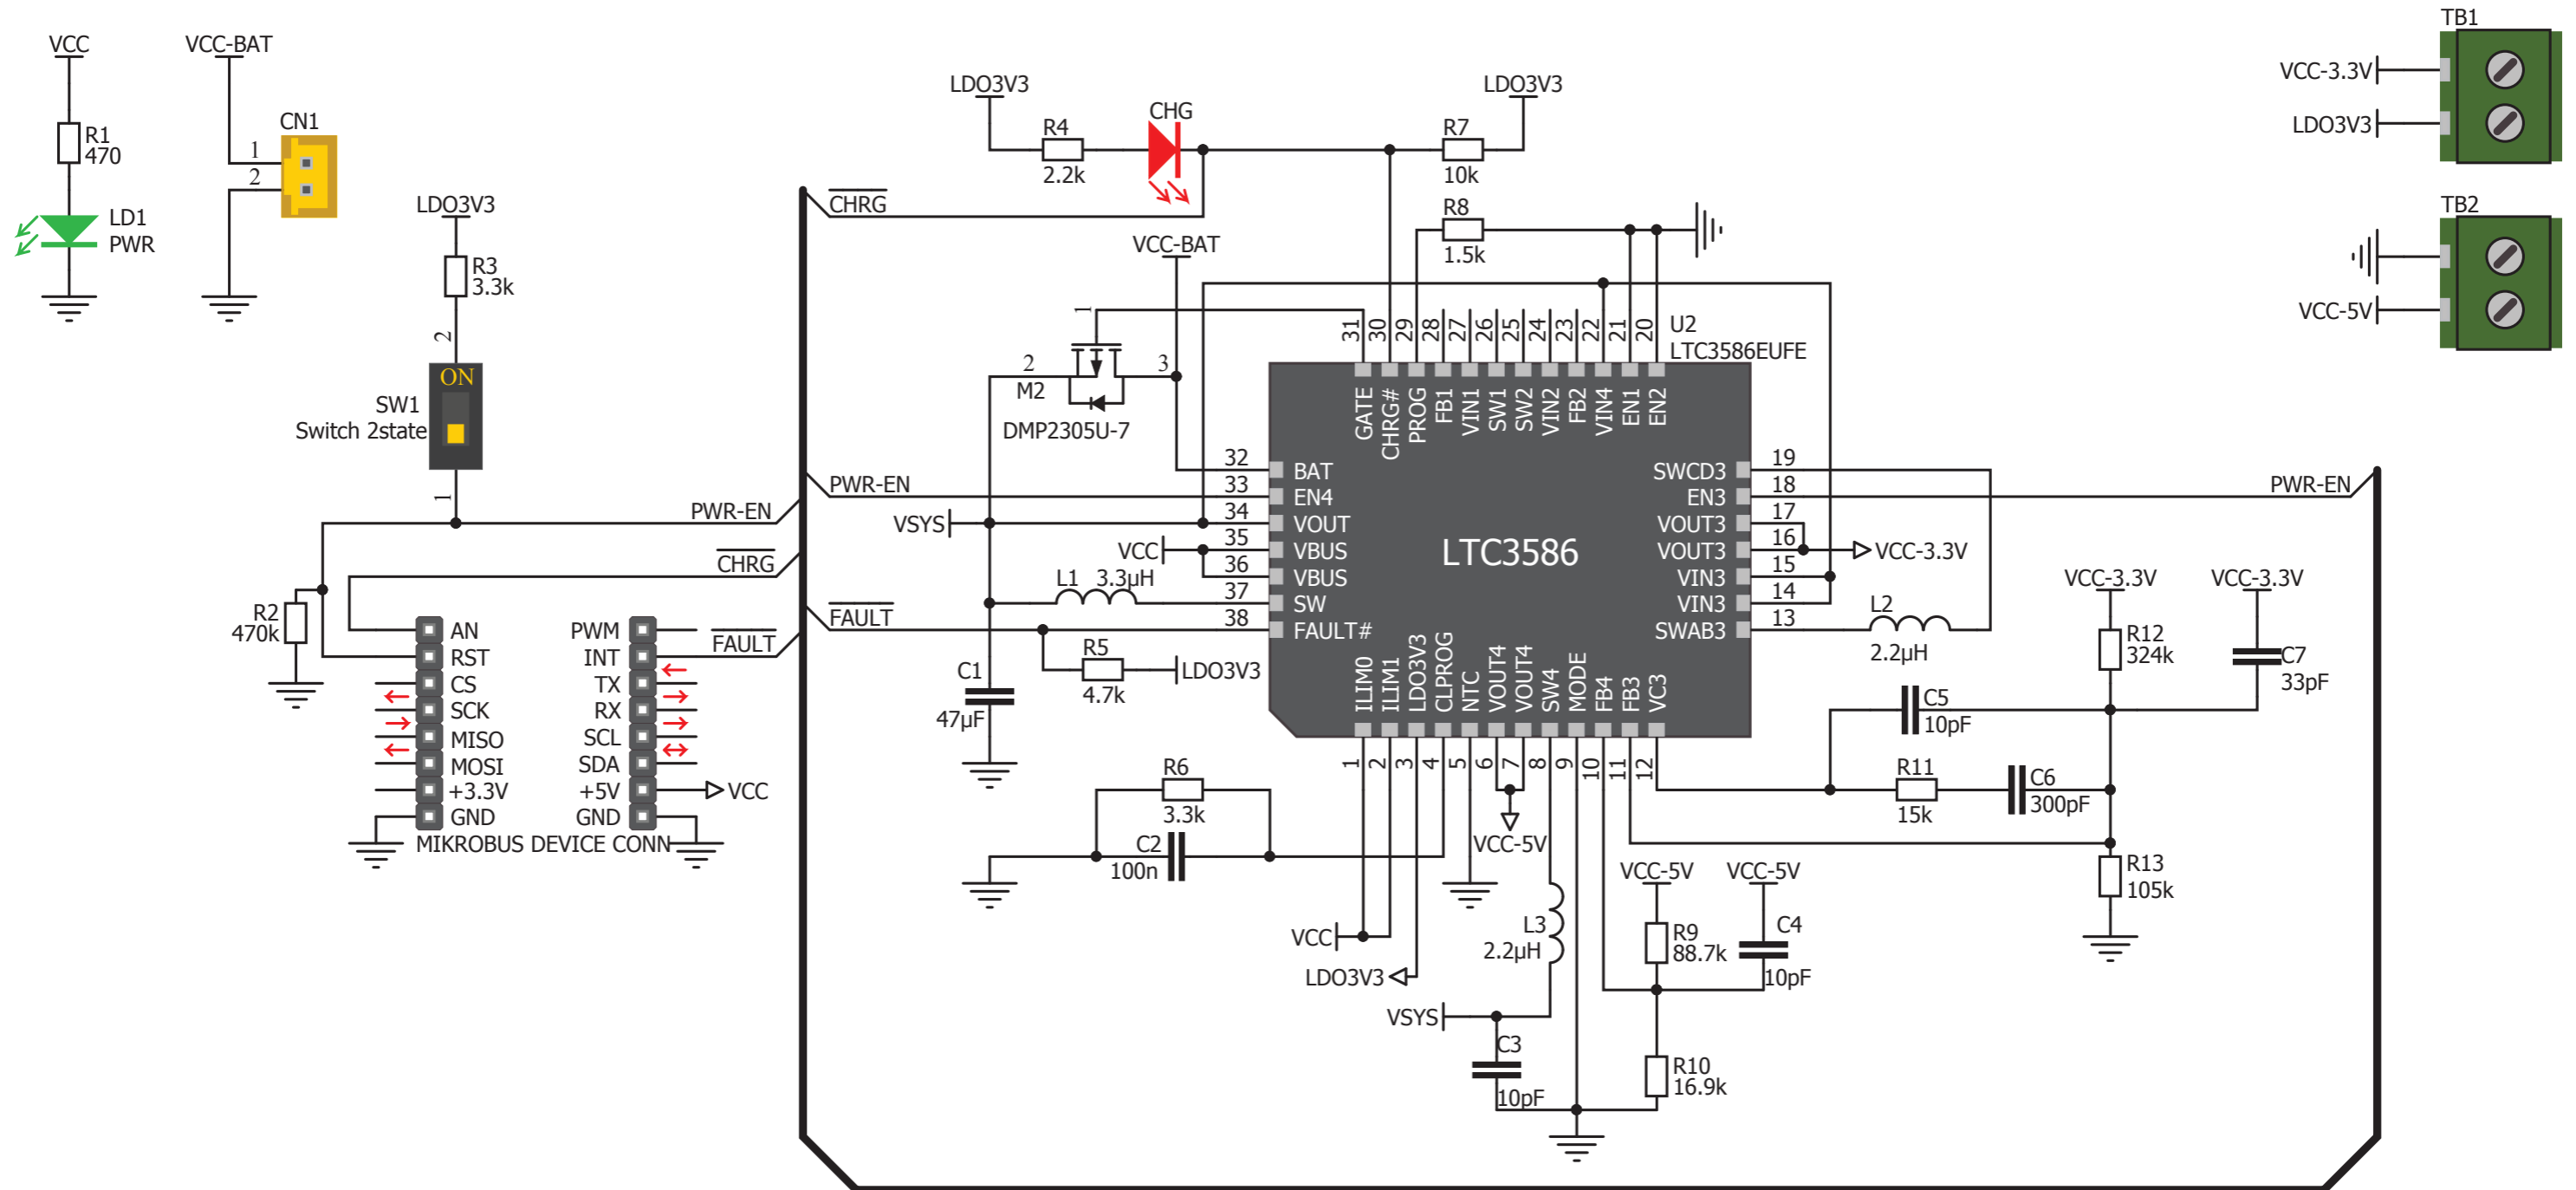 VCC
R1
470
LD1
PWR
VCC-BAT
CN1
1
2
LDO3V3
R3
3.3k
2
ON
SW1
Switch 2state
1
PWR-EN
CHRG
FAULT
R2
470k
AN
RST
CS
SCK
MISO
MOSI
+3.3V
GND
PWM
INT
TX
RX
SCL
SDA
+5V
GND
VCC
MIKROBUS DEVICE CONN
CHRG
PWR-EN
FAULT
LDO3V3
R4
2.2k
CHG
R7
10k
LDO3V3
R8
1.5k
VCC-BAT
1
2
3
M2
DMP2305U-7
VSYS
VCC
L1 3.3µH
C1
47µF
R5
4.7k
LDO3V3
R6
3.3k
C2
100n
U2
LTC3586EUFE
LTC3586
31 30 29 28 27 26 25 24 23 22 21 20
GATE CHRG# PROG FB1 VIN1 SW1 SW2 VIN2 FB2 VIN4 EN1 EN2
32 BAT
33 EN4
34 VOUT
35 VBUS
36 VBUS
37 SW
38 FAULT#
SWCD3 19
EN3 18
VOUT3 17
VOUT3 16
VIN3 15
VIN3 14
SWAB3 13
ILIM0 ILIM1 LDO3V3 CLPROG NTC VOUT4 VOUT4 SW4 MODE FB4 FB3 VC3
1 2 3 4 5 6 7 8 9 10 11 12
VCC
LDO3V3
VCC-5V
L3
2.2µH
VSYS
C3
10pF
VCC-5V
R9
88.7k
VCC-5V
C4
10pF
R10
16.9k
PWR-EN
VCC-3.3V
L2
2.2µH
VCC-3.3V
R12
324k
VCC-3.3V
C7
33pF
C5
10pF
R11
15k
C6
300pF
R13
105k
TB1
VCC-3.3V
LDO3V3
TB2
VCC-5V